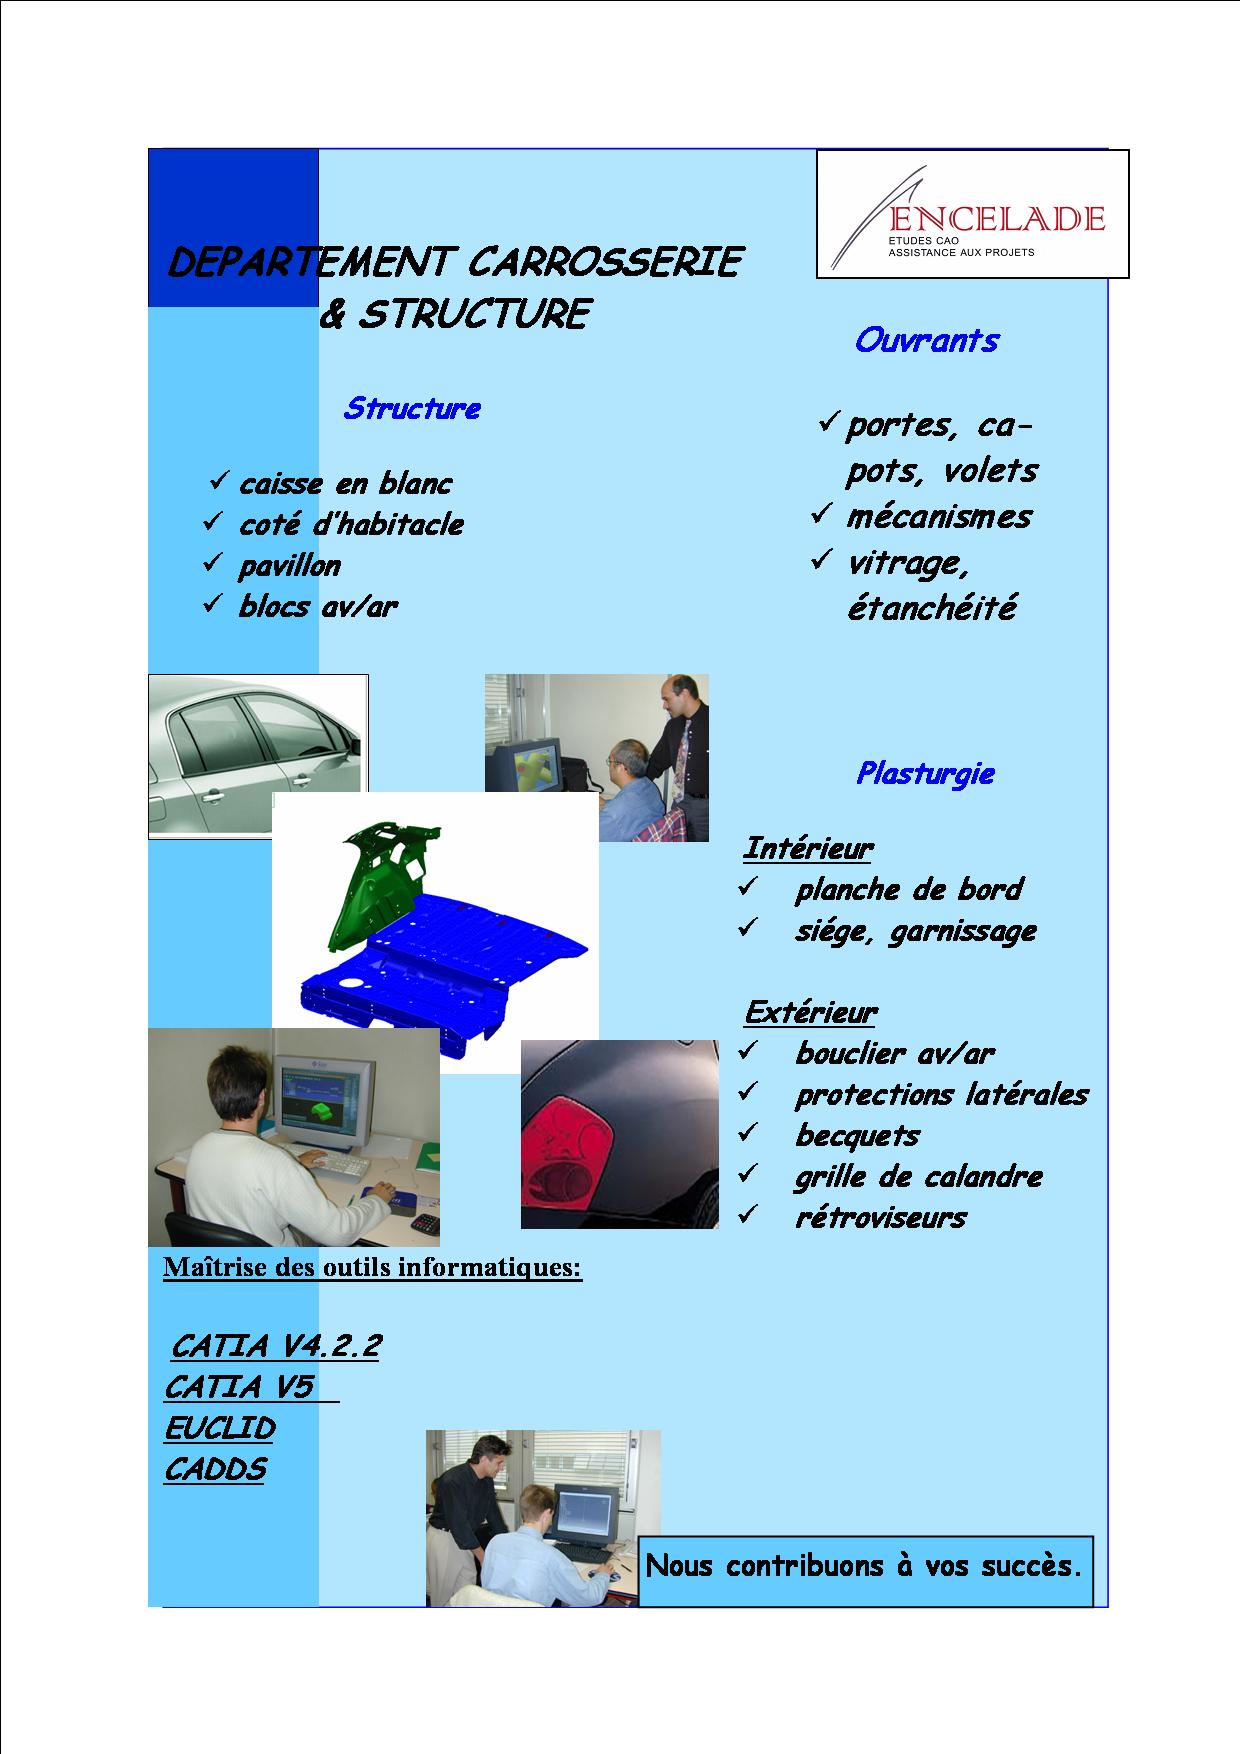 ENCELADE
ETUDES CAO
ASSISTANCE AUX PROJETS
DEPARTEMENT CARROSSERIE
& STRUCTURE
Structure
✓ caisse en blanc
✓ coté d'habitacle
✓ pavillon
✓ blocs av/ar
Ouvrants
✓ portes, ca-
pots, volets
✓ mécanismes
✓ vitrage,
étanchéité
Plasturgie
Intérieur
✓ planche de bord
✓ siége, garnissage
Extérieur
✓ bouclier av/ar
✓ protections latérales
✓ becquets
✓ grille de calandre
✓ rétroviseurs
Maîtrise des outils informatiques:
CATIA V4.2.2
CATIA V5
EUCLID
CADDS
Nous contribuons à vos succès.